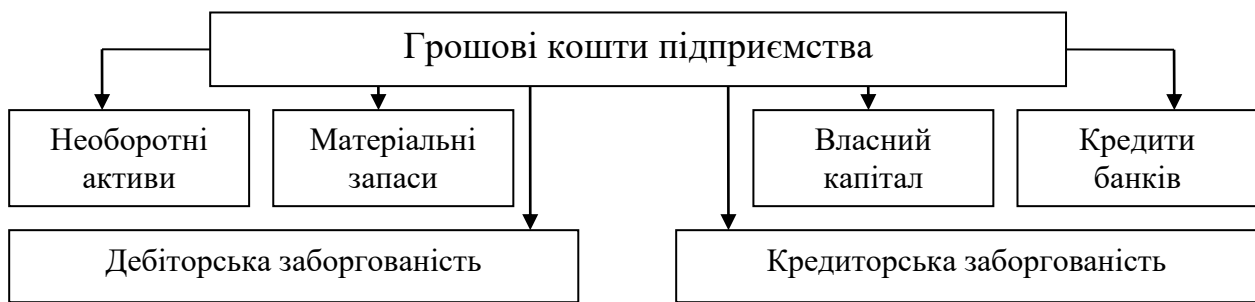 Грошові кошти підприємства
Необоротні
активи
Матеріальні
запаси
Власний
капітал
Кредити
банків
Дебіторська заборгованість
Кредиторська заборгованість